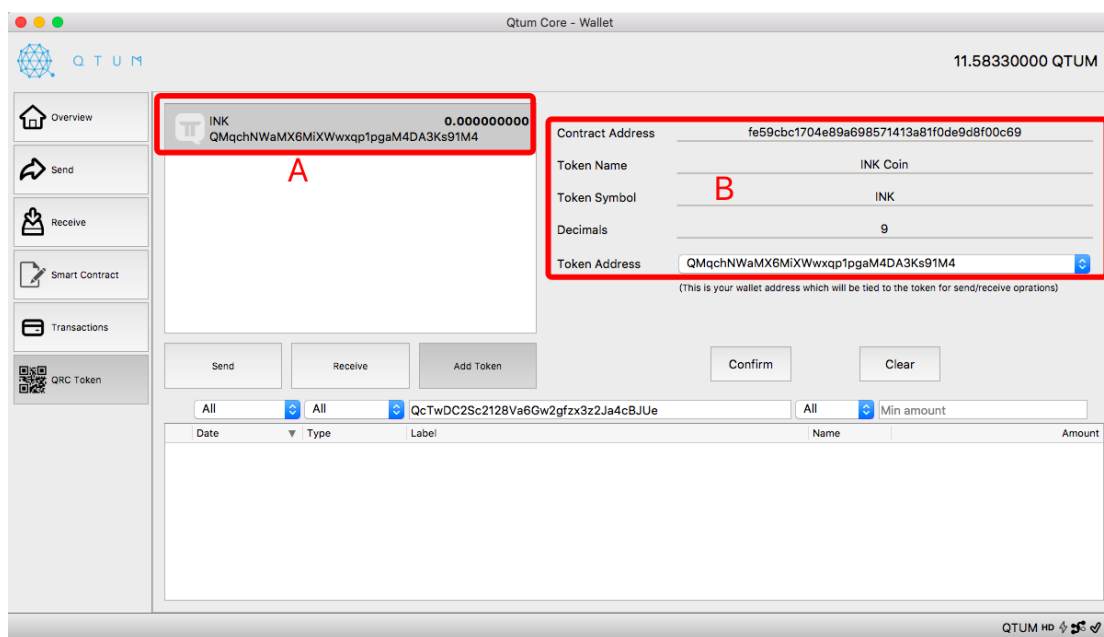 Qtum Core - Wallet
QTUM
11.58330000 QTUM
Overview
Send
Receive
Smart Contract
Transactions
QRC Token
INK 0.000000000
QMqchNWaMX6MiXWwxqp1pgaM4DA3Ks91M4
A
Contract Address fe59cbc1704e89a698571413a81f0de9d8f00c69
Token Name INK Coin
B
Token Symbol INK
Decimals 9
Token Address QMqchNWaMX6MiXWwxqp1pgaM4DA3Ks91M4
(This is your wallet address which will be tied to the token for send/receive oprations)
Send Receive Add Token Confirm Clear
All All QcTwDC2Sc2128Va6Gw2gfzx3z2Ja4cBJUe All Min amount
Date Type Label Name Amount
QTUM HD